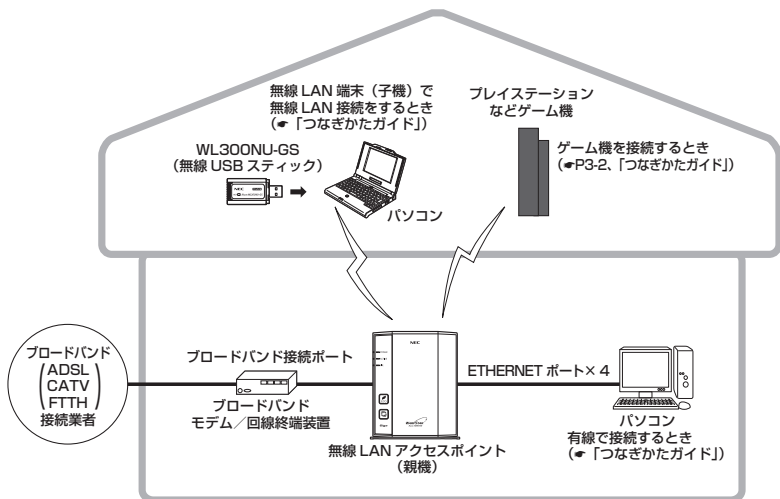 無線 LAN 端末（子機）で
無線 LAN 接続をするとき
（☛「つなぎかたガイド」）
プレイステーション
などゲーム機
WL300NU-GS
（無線 USB スティック）
NEC
パソコン
ゲーム機を接続するとき
（☛P3-2、「つなぎかたガイド」）
ブロードバンド
ADSL
CATV
FTTH
接続業者
ブロードバンド接続ポート
ブロードバンド
モデム／回線終端装置
NEC
無線 LAN アクセスポイント
（親機）
ETHERNET ポート× 4
パソコン
有線で接続するとき
（☛「つなぎかたガイド」）